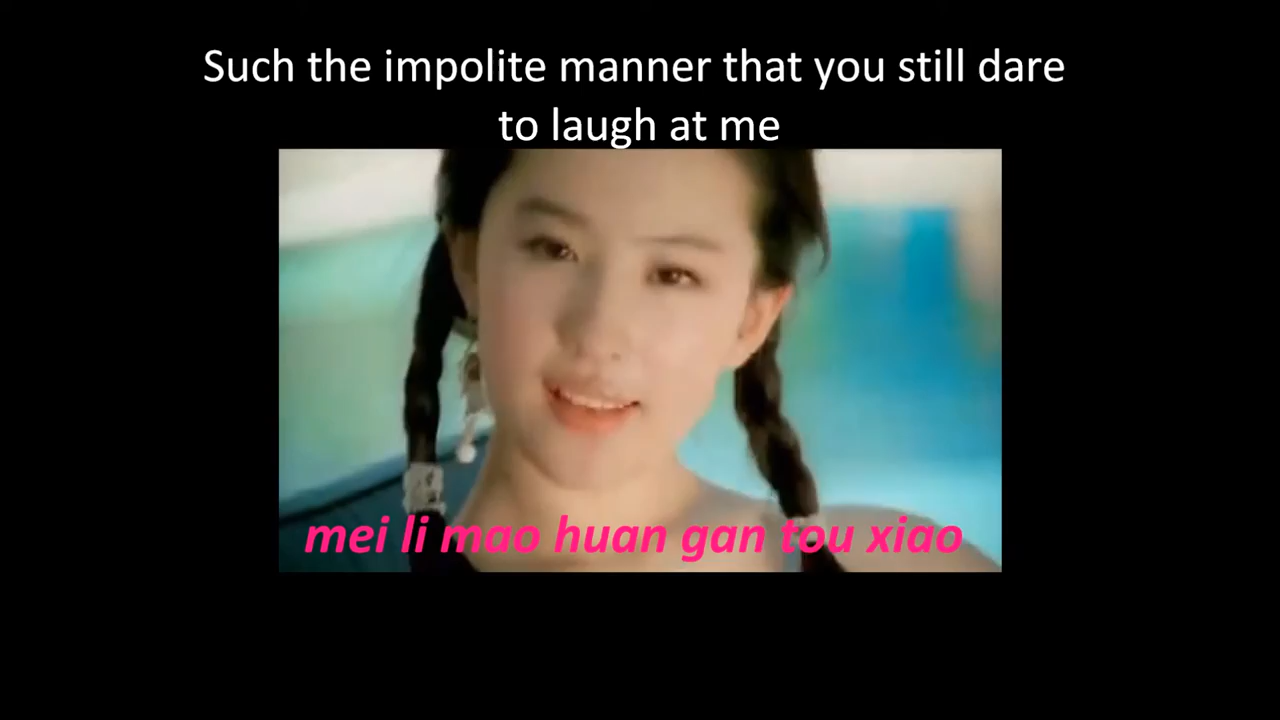 Such the impolite manner that you still dare
to laugh at me
mei li mao huan gan tou xiao